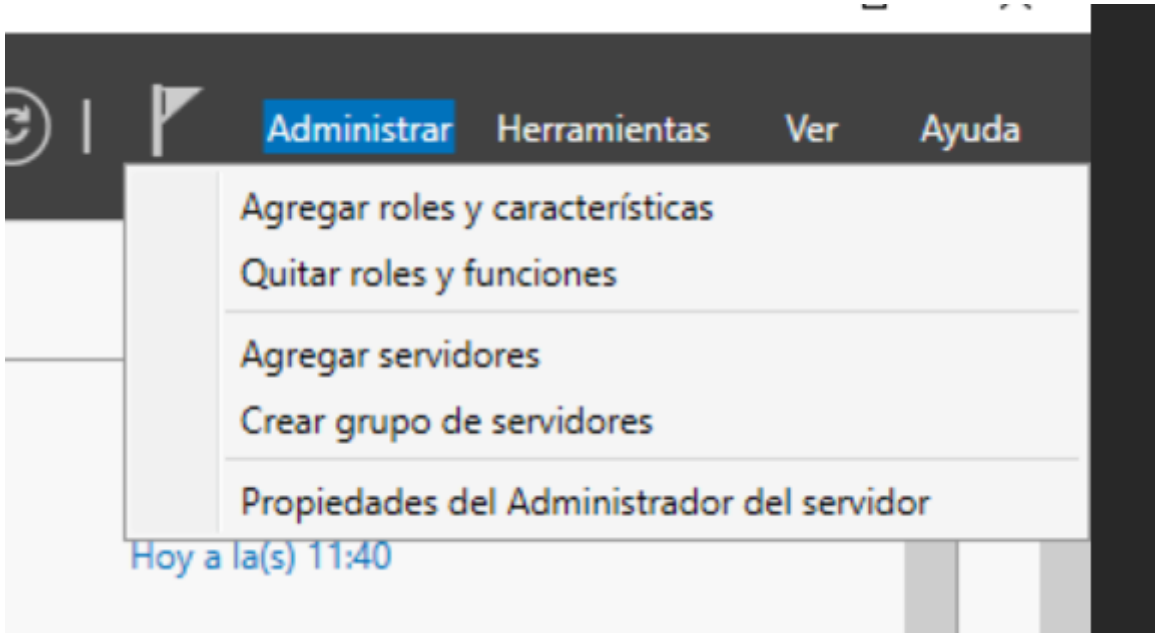 Administrar Herramientas Ver Ayuda
Agregar roles y características
Quitar roles y funciones
Agregar servidores
Crear grupo de servidores
Propiedades del Administrador del servidor
Hoy a la(s) 11:40